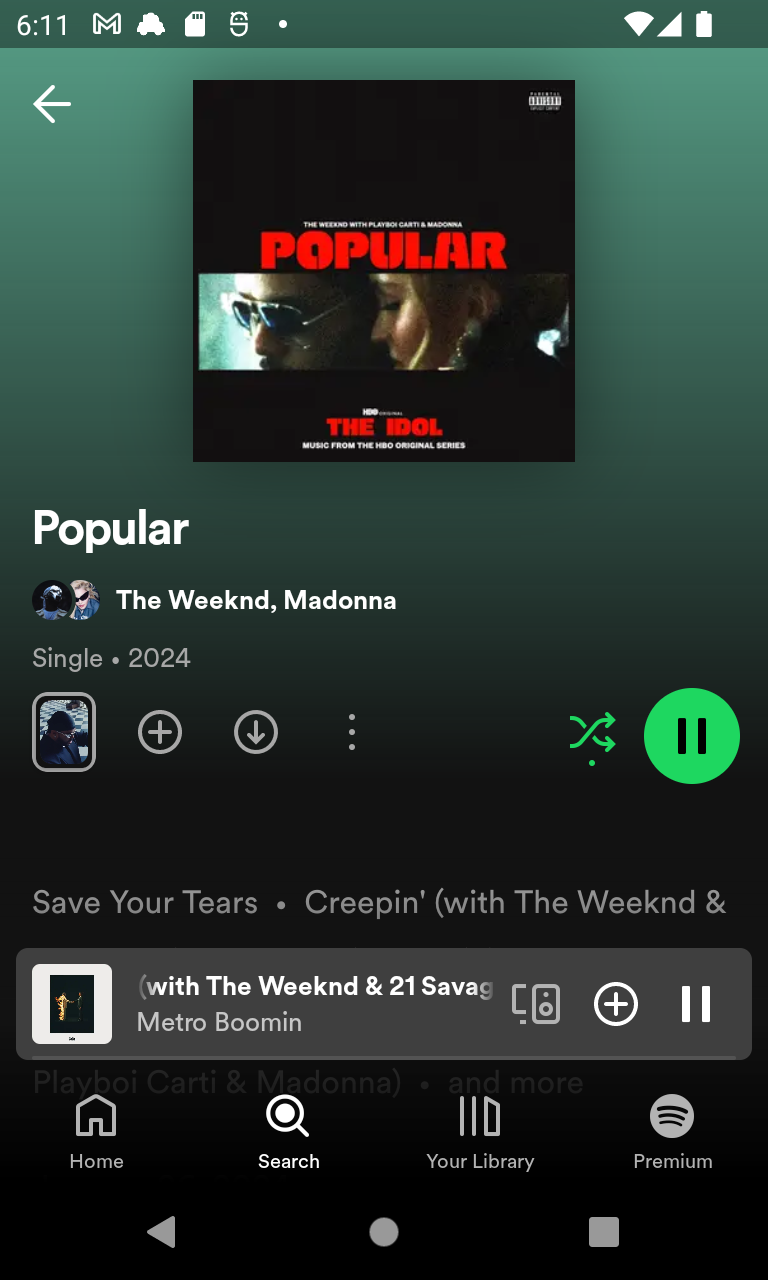 6:11
PARENTAL
ADVISORY
EXPLICIT CONTENT
THE WEEKND WITH PLAYBOI CARTI & MADONNA
POPULAR
HBO ORIGINAL
THE IDOL
MUSIC FROM THE HBO ORIGINAL SERIES
Popular
The Weeknd, Madonna
Single • 2024
Save Your Tears • Creepin' (with The Weeknd &
(with The Weeknd & 21 Savag
Metro Boomin
Playboi Carti & Madonna) • and more
Home
Search
Your Library
Premium